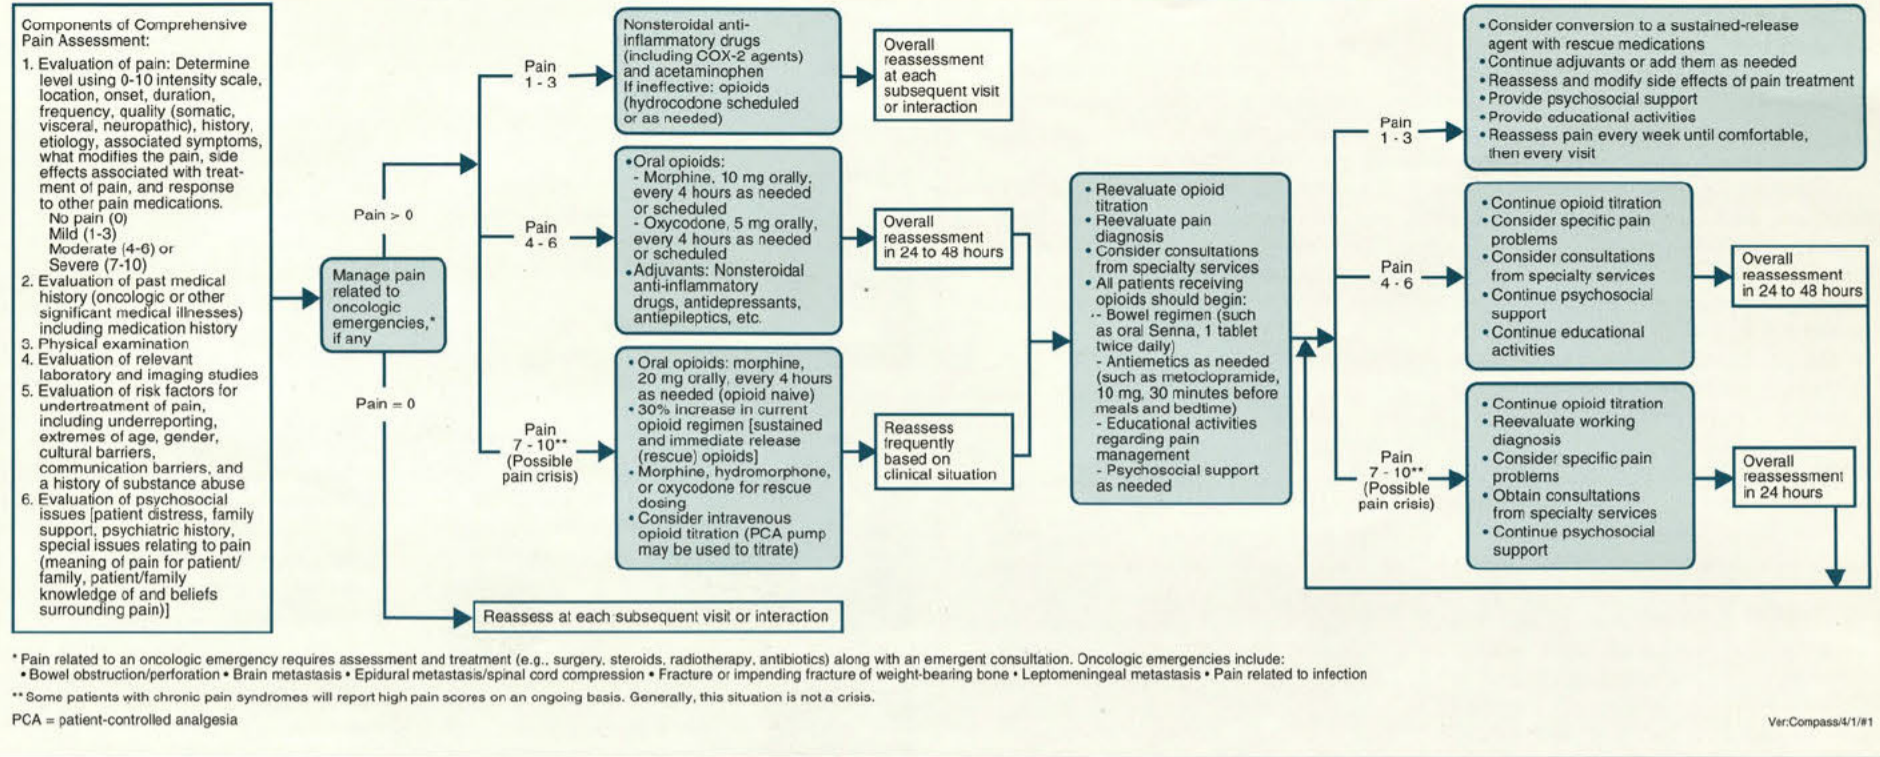 Components of Comprehensive
Pain Assessment:
1. Evaluation of pain: Determine
level using 0-10 intensity scale,
location, onset, duration,
frequency, quality (somatic,
visceral, neuropathic), history,
etiology, associated symptoms,
what modifies the pain, side
effects associated with treat-
ment of pain, and response
to other pain medications.
No pain (0)
Mild (1-3)
Moderate (4-6) or
Severe (7-10)
2. Evaluation of past medical
history (oncologic or other
significant medical illnesses)
including medication history
3. Physical examination
4. Evaluation of relevant
laboratory and imaging studies
5. Evaluation of risk factors for
undertreatment of pain,
including underreporting,
extremes of age, gender,
cultural barriers,
communication barriers, and
a history of substance abuse
6. Evaluation of psychosocial
issues [patient distress, family
support, psychiatric history,
special issues relating to pain
(meaning of pain for patient/
family, patient/family
knowledge of and beliefs
surrounding pain)]
Manage pain
related to
oncologic
emergencies,*
if any
Pain > 0
Pain = 0
Pain
1 - 3
Nonsteroidal anti-
inflammatory drugs
(including COX-2 agents)
and acetaminophen
If ineffective: opioids
(hydrocodone scheduled
or as needed)
Overall
reassessment
at each
subsequent visit
or interaction
Pain
4 - 6
• Oral opioids:
- Morphine, 10 mg orally,
every 4 hours as needed
or scheduled
- Oxycodone, 5 mg orally,
every 4 hours as needed
or scheduled
• Adjuvants: Nonsteroidal
anti-inflammatory
drugs, antidepressants,
antiepileptics, etc.
Overall
reassessment
in 24 to 48 hours
Pain
7 - 10**
(Possible
pain crisis)
• Oral opioids: morphine,
20 mg orally, every 4 hours
as needed (opioid naive)
• 30% increase in current
opioid regimen [sustained
and immediate release
(rescue) opioids]
• Morphine, hydromorphone,
or oxycodone for rescue
dosing
• Consider intravenous
opioid titration (PCA pump
may be used to titrate)
Reassess
frequently
based on
clinical situation
Reassess at each subsequent visit or interaction
• Reevaluate opioid
titration
• Reevaluate pain
diagnosis
• Consider consultations
from specialty services
• All patients receiving
opioids should begin:
-- Bowel regimen (such
as oral Senna, 1 tablet
twice daily)
- Antiemetics as needed
(such as metoclopramide,
10 mg, 30 minutes before
meals and bedtime)
- Educational activities
regarding pain
management
- Psychosocial support
as needed
Pain
1 - 3
• Consider conversion to a sustained-release
agent with rescue medications
• Continue adjuvants or add them as needed
• Reassess and modify side effects of pain treatment
• Provide psychosocial support
• Provide educational activities
• Reassess pain every week until comfortable,
then every visit
Pain
4 - 6
• Continue opioid titration
• Consider specific pain
problems
• Consider consultations
from specialty services
• Continue psychosocial
support
• Continue educational
activities
Overall
reassessment
in 24 to 48 hours
Pain
7 - 10**
(Possible
pain crisis)
• Continue opioid titration
• Reevaluate working
diagnosis
• Consider specific pain
problems
• Obtain consultations
from specialty services
• Continue psychosocial
support
Overall
reassessment
in 24 hours
* Pain related to an oncologic emergency requires assessment and treatment (e.g., surgery, steroids, radiotherapy, antibiotics) along with an emergent consultation. Oncologic emergencies include:
• Bowel obstruction/perforation • Brain metastasis • Epidural metastasis/spinal cord compression • Fracture or impending fracture of weight-bearing bone • Leptomeningeal metastasis • Pain related to infection
** Some patients with chronic pain syndromes will report high pain scores on an ongoing basis. Generally, this situation is not a crisis.
PCA = patient-controlled analgesia
Ver:Compass/4/1/#1